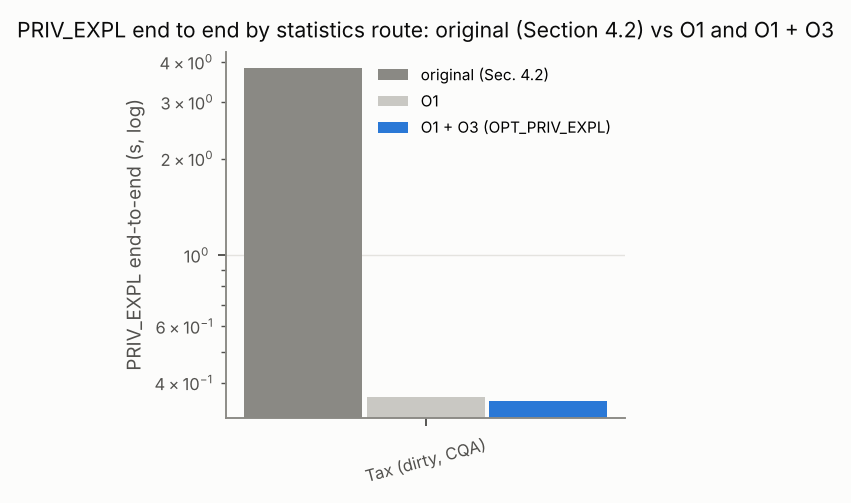 PRIV_EXPL end to end by statistics route: original (Section 4.2) vs O1 and O1 + O3
PRIV_EXPL end-to-end (s, log)
4 × 10⁰
3 × 10⁰
2 × 10⁰
10⁰
6 × 10⁻¹
4 × 10⁻¹
original (Sec. 4.2)
O1
O1 + O3 (OPT_PRIV_EXPL)
Tax (dirty, CQA)